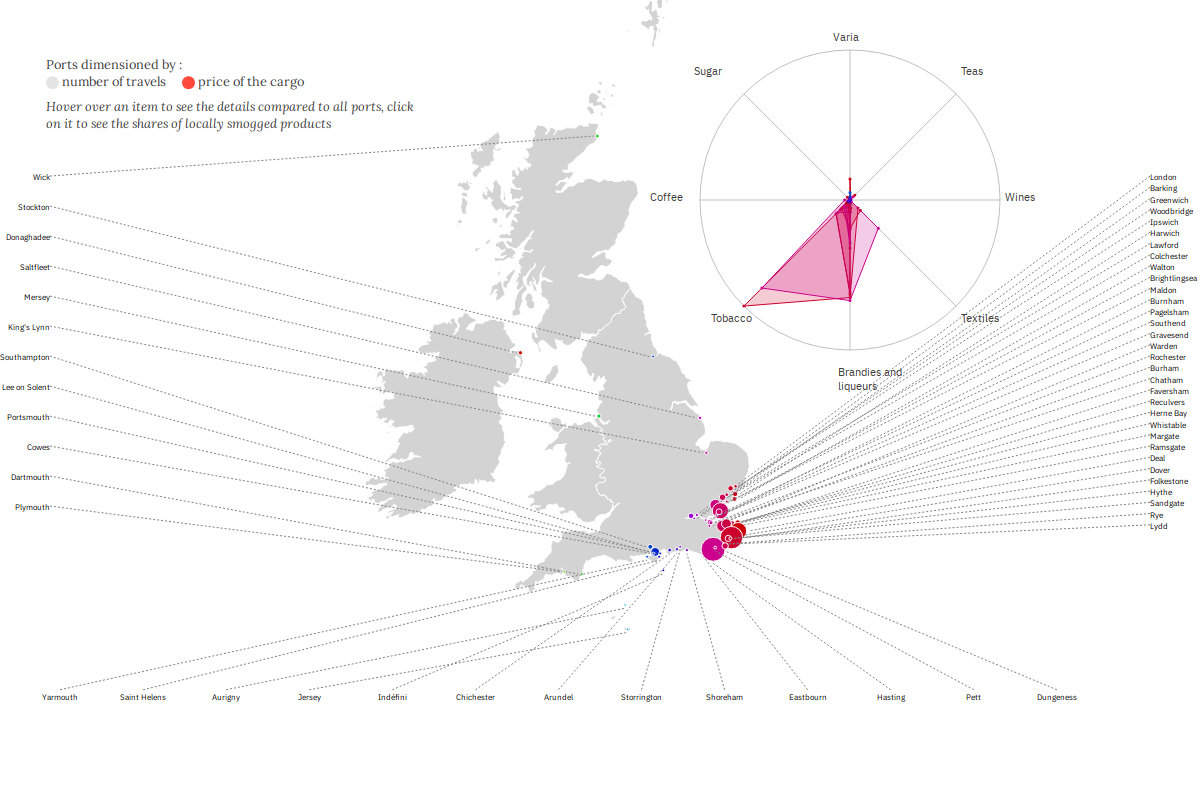 Ports dimensioned by :
number of travels price of the cargo
Hover over an item to see the details compared to all ports, click
on it to see the shares of locally smogged products
Varia
Sugar
Teas
Coffee
Wines
Tobacco
Textiles
Brandies and
liqueurs
Wick
Stockton
Donaghadee
Saltfleet
Mersey
King's Lynn
Southampton
Lee on Solent
Portsmouth
Cowes
Dartmouth
Plymouth
London
Barking
Greenwich
Woodbridge
Ipswich
Harwich
Lawford
Colchester
Walton
Brightlingsea
Maldon
Burnham
Pagelsham
Southend
Gravesend
Warden
Rochester
Burham
Chatham
Faversham
Reculvers
Herne Bay
Whistable
Margate
Ramsgate
Deal
Dover
Folkestone
Hythe
Sandgate
Rye
Lydd
Yarmouth
Saint Helens
Aurigny
Jersey
Indéfini
Chichester
Arundel
Storrington
Shoreham
Eastbourn
Hasting
Pett
Dungeness